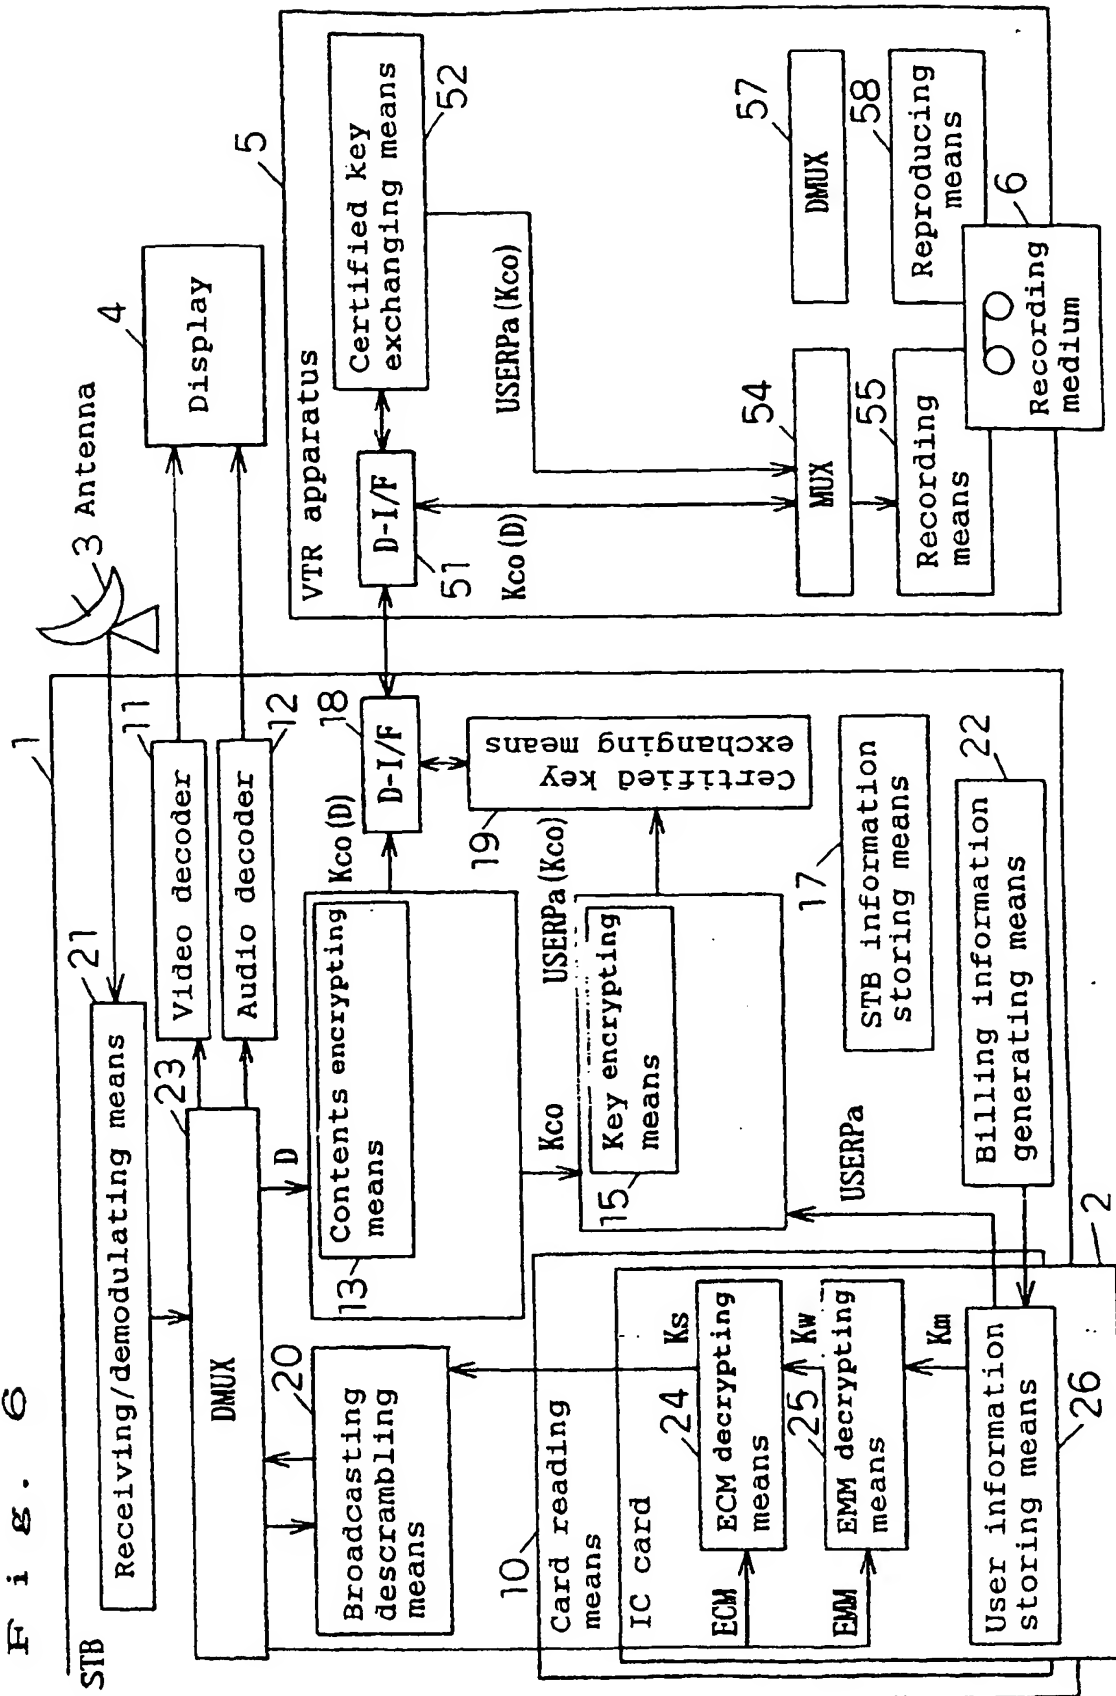 Fig. 6
STB
1
Receiving/demodulating means
21
3 Antenna
DMUX
23
Video decoder
11
Audio decoder
12
4
Display
Broadcasting
descrambling
means
20
D
Contents encrypting
means
13
Kco(D)
D-I/F
18
Certified key
exchanging means
19
Kco
USERPa(Kco)
Key encrypting
means
15
17
STB information
storing means
Billing information
generating means
22
USERPa
10
Card reading
means
IC card
2
Ks
24
ECM decrypting
means
ECM
Kw
25
EMM decrypting
means
EMM
Km
User information
storing means
26
5
VTR apparatus
D-I/F
51
Certified key
exchanging means
52
USERPa(Kco)
Kco(D)
54
MUX
55
Recording
means
57
DMUX
58
Reproducing
means
6
Recording
medium